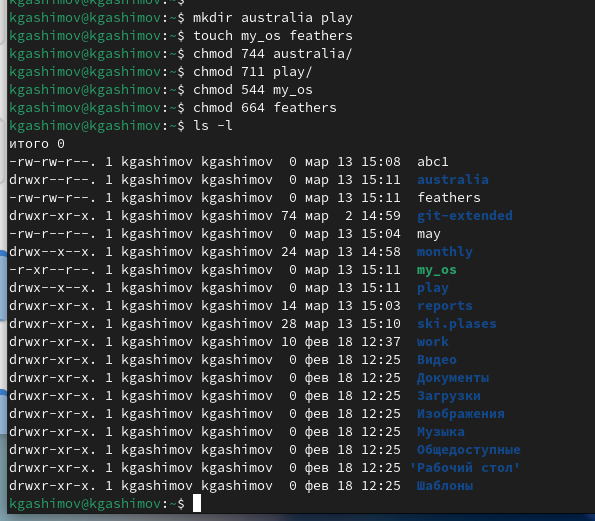 kgashimov@kgashimov:~$
kgashimov@kgashimov:~$ mkdir australia play
kgashimov@kgashimov:~$ touch my_os feathers
kgashimov@kgashimov:~$ chmod 744 australia/
kgashimov@kgashimov:~$ chmod 711 play/
kgashimov@kgashimov:~$ chmod 544 my_os
kgashimov@kgashimov:~$ chmod 664 feathers
kgashimov@kgashimov:~$ ls -l
итого 0
-rw-rw-r--. 1 kgashimov kgashimov  0 мар 13 15:08  abc1
drwxr--r--. 1 kgashimov kgashimov  0 мар 13 15:11  australia
-rw-rw-r--. 1 kgashimov kgashimov  0 мар 13 15:11  feathers
drwxr-xr-x. 1 kgashimov kgashimov 74 мар  2 14:59  git-extended
-rw-rw-r--. 1 kgashimov kgashimov  0 мар 13 15:04  may
drwx--x--x. 1 kgashimov kgashimov 24 мар 13 14:58  monthly
-r-xr--r--. 1 kgashimov kgashimov  0 мар 13 15:11  my_os
drwx--x--x. 1 kgashimov kgashimov  0 мар 13 15:11  play
drwxr-xr-x. 1 kgashimov kgashimov 14 мар 13 15:03  reports
drwxr-xr-x. 1 kgashimov kgashimov 28 мар 13 15:10  ski.plases
drwxr-xr-x. 1 kgashimov kgashimov 10 фев 18 12:37  work
drwxr-xr-x. 1 kgashimov kgashimov  0 фев 18 12:25  Видео
drwxr-xr-x. 1 kgashimov kgashimov  0 фев 18 12:25  Документы
drwxr-xr-x. 1 kgashimov kgashimov  0 фев 18 12:25  Загрузки
drwxr-xr-x. 1 kgashimov kgashimov  0 фев 18 12:25  Изображения
drwxr-xr-x. 1 kgashimov kgashimov  0 фев 18 12:25  Музыка
drwxr-xr-x. 1 kgashimov kgashimov  0 фев 18 12:25  Общедоступные
drwxr-xr-x. 1 kgashimov kgashimov  0 фев 18 12:25 'Рабочий стол'
drwxr-xr-x. 1 kgashimov kgashimov  0 фев 18 12:25  Шаблоны
kgashimov@kgashimov:~$